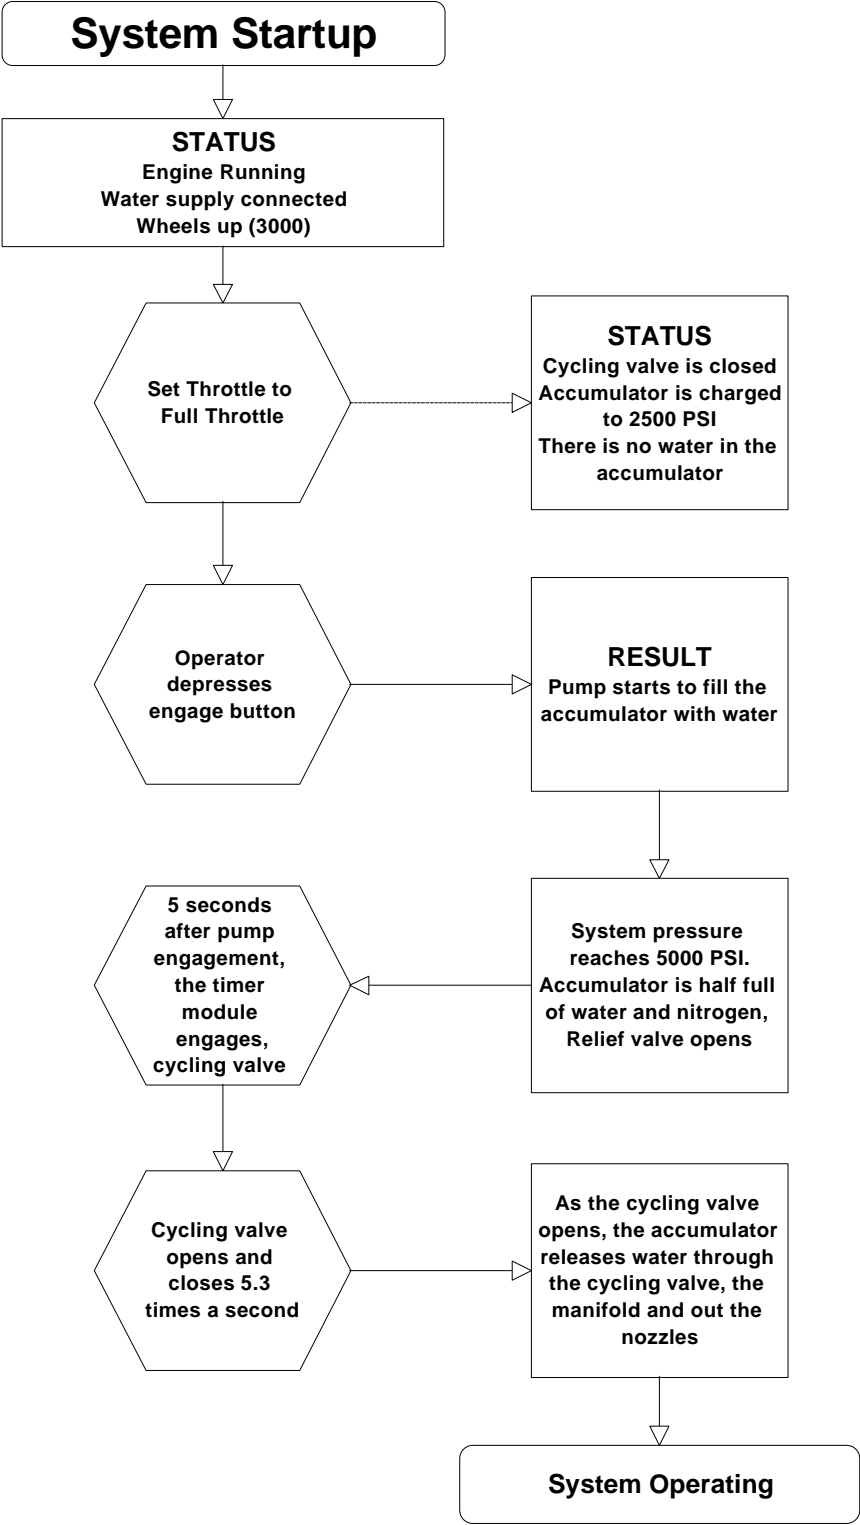 System Startup
STATUS
Engine Running
Water supply connected
Wheels up (3000)
Set Throttle to
Full Throttle
STATUS
Cycling valve is closed
Accumulator is charged
to 2500 PSI
There is no water in the
accumulator
Operator
depresses
engage button
RESULT
Pump starts to fill the
accumulator with water
System pressure
reaches 5000 PSI.
Accumulator is half full
of water and nitrogen,
Relief valve opens
5 seconds
after pump
engagement,
the timer
module
engages,
cycling valve
Cycling valve
opens and
closes 5.3
times a second
As the cycling valve
opens, the accumulator
releases water through
the cycling valve, the
manifold and out the
nozzles
System Operating